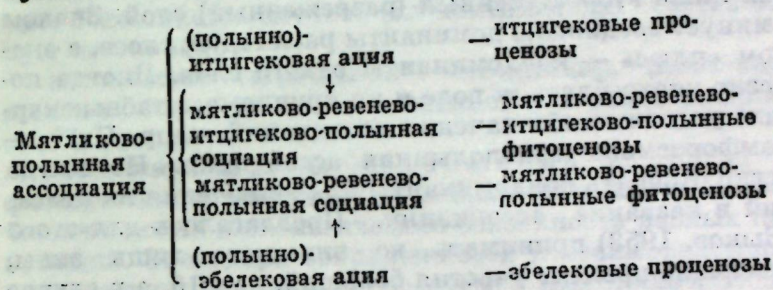 (полынно)-
итцигековая ация — итцигековые про-
ценозы
мятликово-ревенево- мятликово-ревенево-
итцигеково-полынная — итцигеково-полынные
Мятликово- социация фитоценозы
полынная мятликово-ревенево- — мятликово-ревенево-
ассоциация полынная социация полынные фитоценозы
(полынно)-
эбелековая ация — эбелековые проценозы